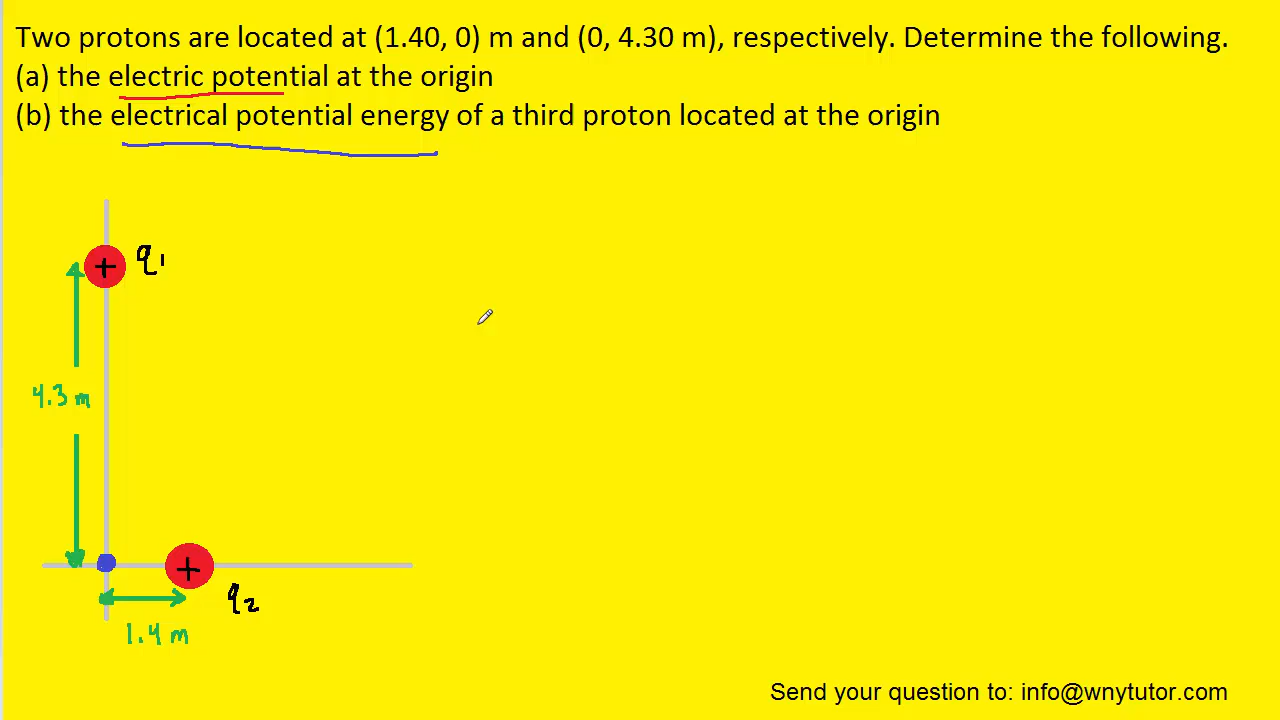 Two protons are located at (1.40, 0) m and (0, 4.30 m), respectively. Determine the following.
(a) the electric potential at the origin
(b) the electrical potential energy of a third proton located at the origin
+ q1
4.3 m
+
q2
1.4 m
Send your question to: info@wnytutor.com